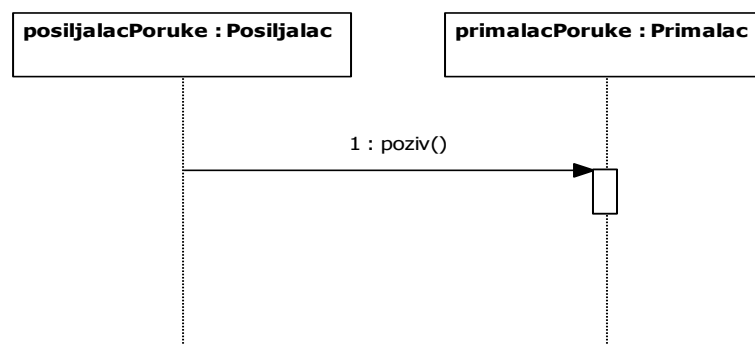 posiljalacPoruke : Posiljalac
primalacPoruke : Primalac
1 : poziv()